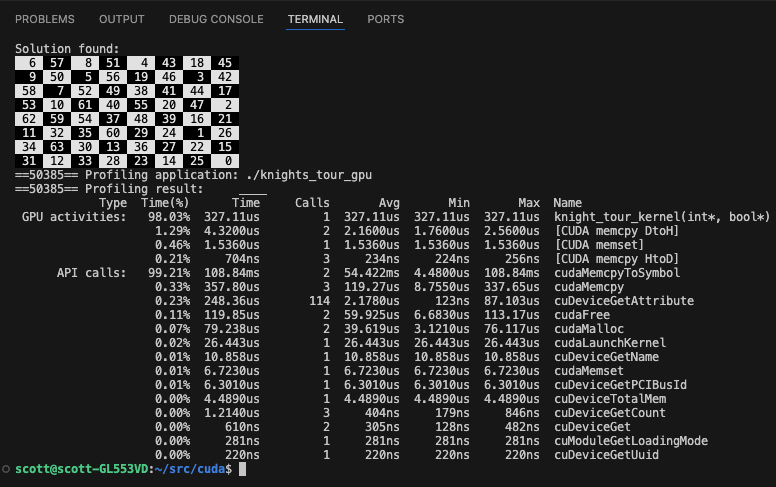 PROBLEMS OUTPUT DEBUG CONSOLE TERMINAL PORTS
Solution found:
6 57 8 51 4 43 18 45
9 50 5 56 19 46 3 42
58 7 52 49 38 41 44 17
53 10 61 40 55 20 47 2
62 59 54 37 48 39 16 21
11 32 35 60 29 24 1 26
34 63 30 13 36 27 22 15
31 12 33 28 23 14 25 0
==50385== Profiling application: ./knights_tour_gpu
==50385== Profiling result:
Type Time(%) Time Calls Avg Min Max Name
GPU activities: 98.03% 327.11us 1 327.11us 327.11us 327.11us knight_tour_kernel(int*, bool*)
1.29% 4.3200us 2 2.1600us 1.7600us 2.5600us [CUDA memcpy DtoH]
0.46% 1.5360us 1 1.5360us 1.5360us 1.5360us [CUDA memset]
0.21% 704ns 3 234ns 224ns 256ns [CUDA memcpy HtoD]
API calls: 99.21% 108.84ms 2 54.422ms 4.4800us 108.84ms cudaMemcpyToSymbol
0.33% 357.80us 3 119.27us 8.7550us 337.65us cudaMemcpy
0.23% 248.36us 114 2.1780us 123ns 87.103us cuDeviceGetAttribute
0.11% 119.85us 2 59.925us 6.6830us 113.17us cudaFree
0.07% 79.238us 2 39.619us 3.1210us 76.117us cudaMalloc
0.02% 26.443us 1 26.443us 26.443us 26.443us cudaLaunchKernel
0.01% 10.858us 1 10.858us 10.858us 10.858us cuDeviceGetName
0.01% 6.7230us 1 6.7230us 6.7230us 6.7230us cudaMemset
0.01% 6.3010us 1 6.3010us 6.3010us 6.3010us cuDeviceGetPCIBusId
0.00% 4.4890us 1 4.4890us 4.4890us 4.4890us cuDeviceTotalMem
0.00% 1.2140us 3 404ns 179ns 846ns cuDeviceGetCount
0.00% 610ns 2 305ns 128ns 482ns cuDeviceGet
0.00% 281ns 1 281ns 281ns 281ns cuModuleGetLoadingMode
0.00% 220ns 1 220ns 220ns 220ns cuDeviceGetUuid
scott@scott-GL553VD:~/src/cuda$